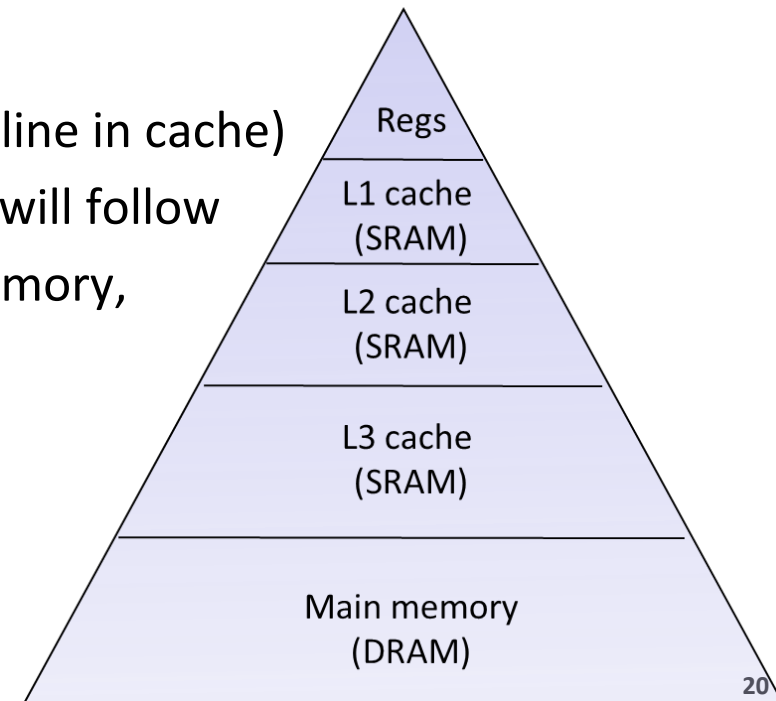 line in cache)
will follow
mory,
Regs
L1 cache
(SRAM)
L2 cache
(SRAM)
L3 cache
(SRAM)
Main memory
(DRAM)
20